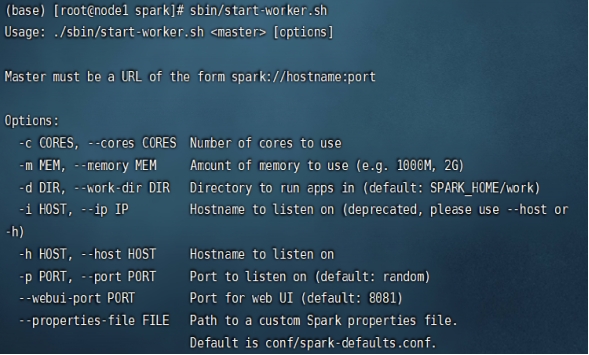 (base) [root@node1 spark]# sbin/start-worker.sh
Usage: ./sbin/start-worker.sh <master> [options]
Master must be a URL of the form spark://hostname:port
Options:
-c CORES, --cores CORES  Number of cores to use
-m MEM, --memory MEM     Amount of memory to use (e.g. 1000M, 2G)
-d DIR, --work-dir DIR   Directory to run apps in (default: SPARK_HOME/work)
-i HOST, --ip IP         Hostname to listen on (deprecated, please use --host or
-h)
-h HOST, --host HOST     Hostname to listen on
-p PORT, --port PORT     Port to listen on (default: random)
--webui-port PORT        Port for web UI (default: 8081)
--properties-file FILE   Path to a custom Spark properties file.
Default is conf/spark-defaults.conf.